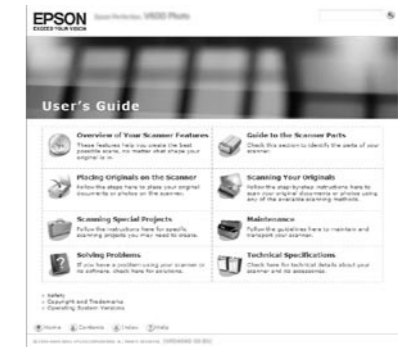 EPSON
EXCEED YOUR VISION
User's Guide
Overview of Your Scanner Features
These features help you create the best
possible scans, no matter what shape your
original is in.
Guide to the Scanner Parts
Check this section to identify the parts of your
scanner.
Placing Originals on the Scanner
Follow the steps here to place your original
documents or photos on the scanner.
Scanning Your Originals
Follow the step-by-step instructions here to
scan your original documents or photos using
any of the available scanning methods.
Scanning Special Projects
Follow the instructions here for specific
scanning projects you may need to create.
Maintenance
Follow the guidelines here to maintain and
transport your scanner.
Solving Problems
If you have a problem using your scanner or
its software, check here for solutions.
Technical Specifications
Check here for technical details about your
scanner and its accessories.
Safety
Copyright and Trademarks
Operating System Versions
Home Contents Index Help